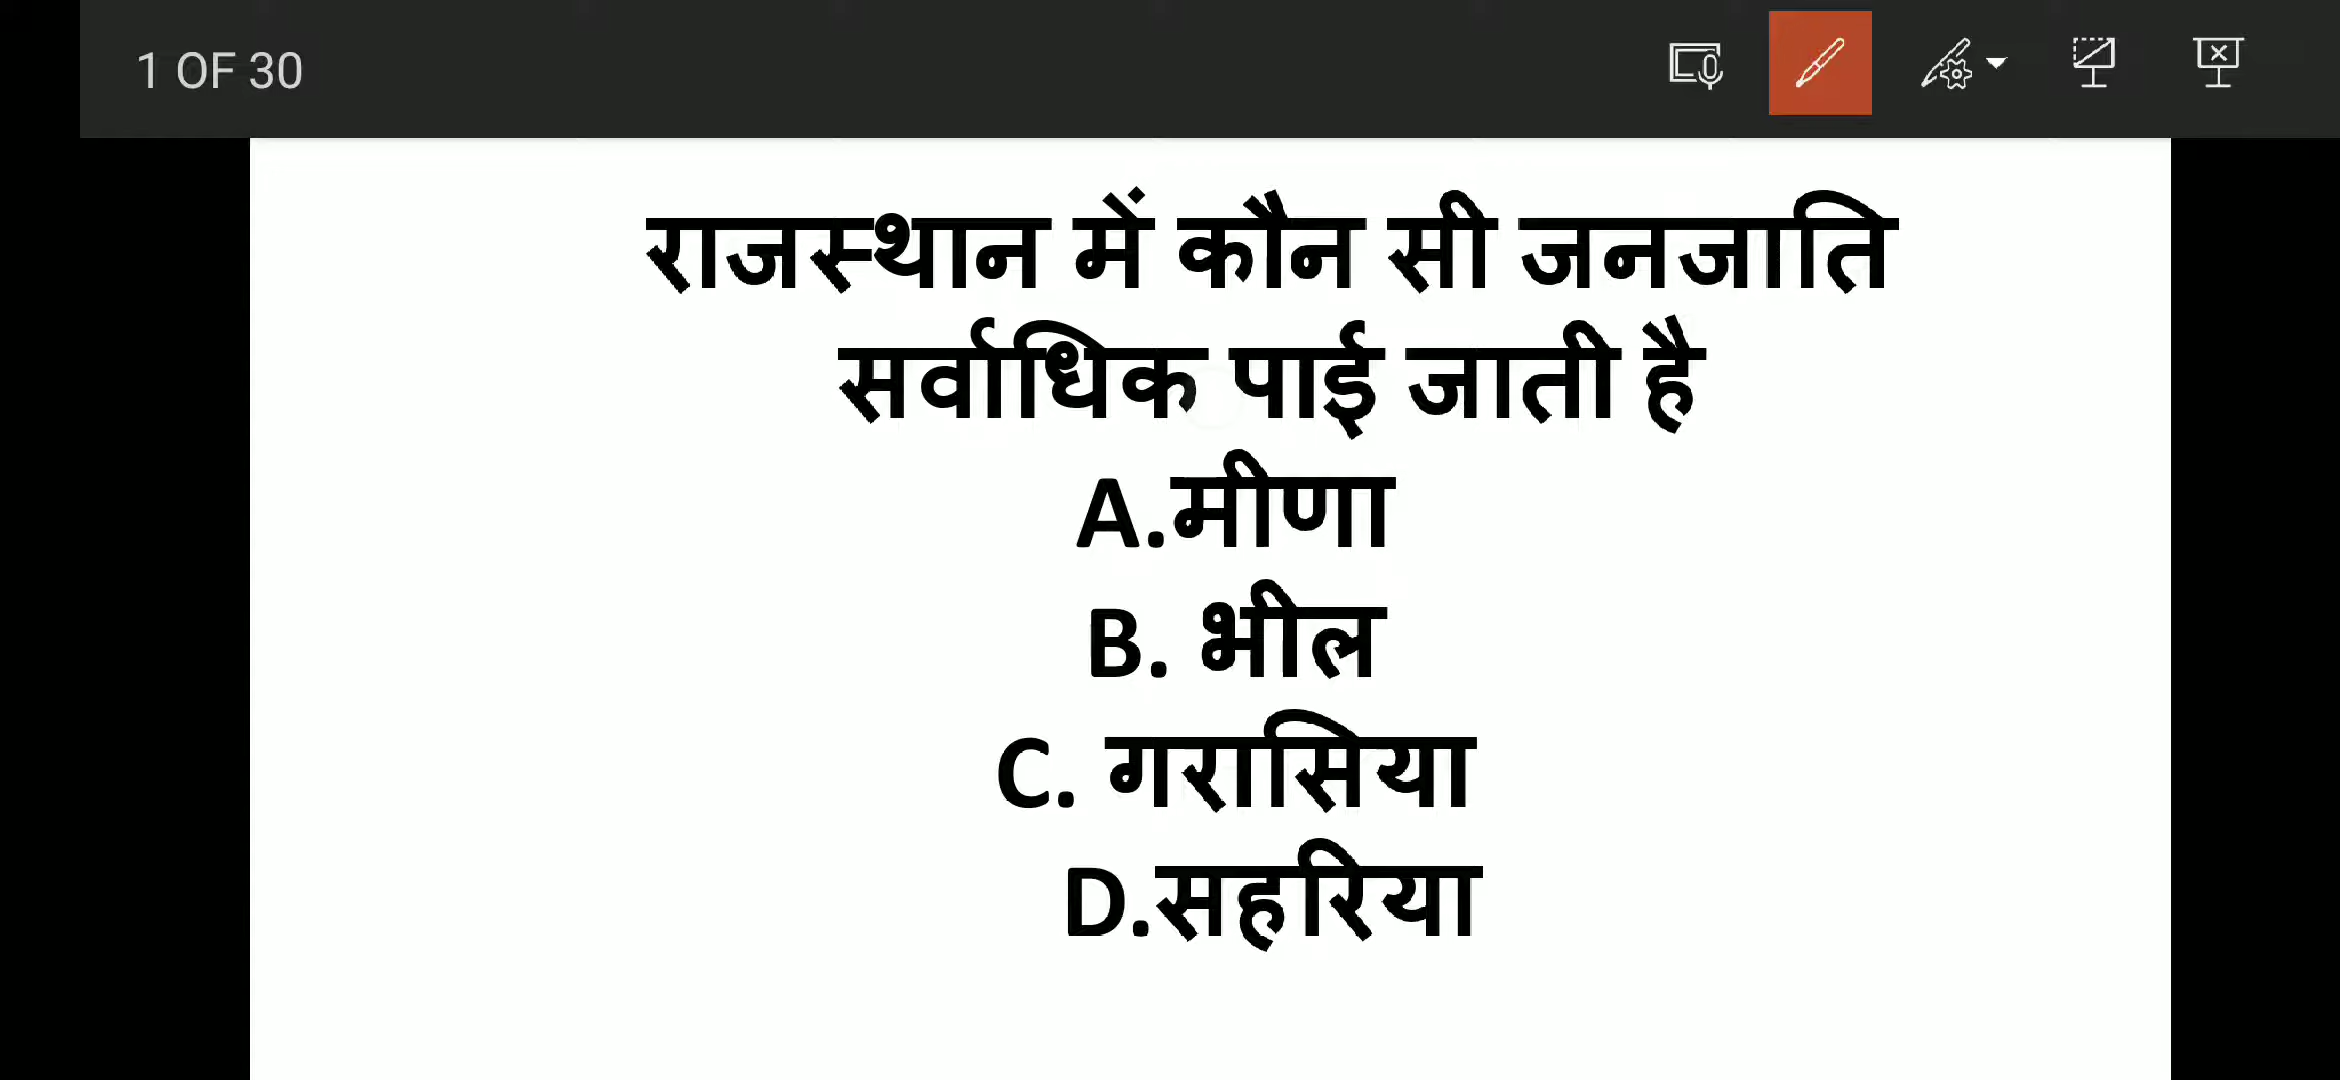 1 OF 30
राजस्थान में कौन सी जनजाति
सर्वाधिक पाई जाती है
A.मीणा
B. भील
C. गरासिया
D.सहरिया